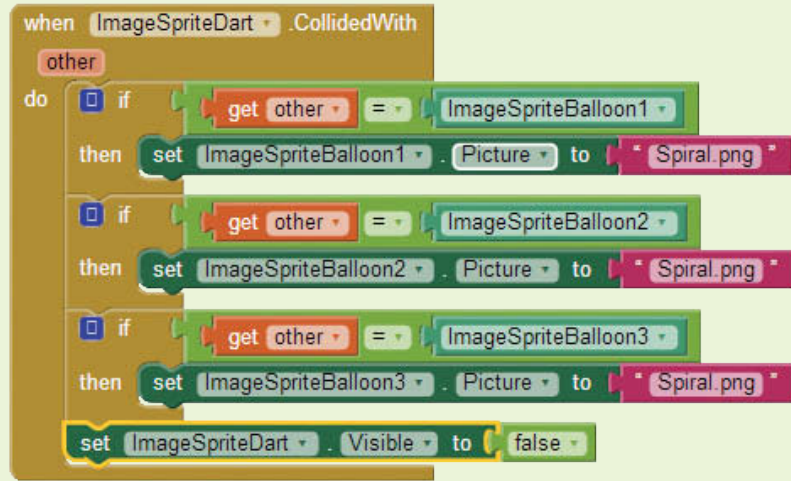 when ImageSpriteDart .CollidedWith
other
do if get other = ImageSpriteBalloon1
then set ImageSpriteBalloon1 . Picture to " Spiral.png "
if get other = ImageSpriteBalloon2
then set ImageSpriteBalloon2 . Picture to " Spiral.png "
if get other = ImageSpriteBalloon3
then set ImageSpriteBalloon3 . Picture to " Spiral.png "
set ImageSpriteDart . Visible to false